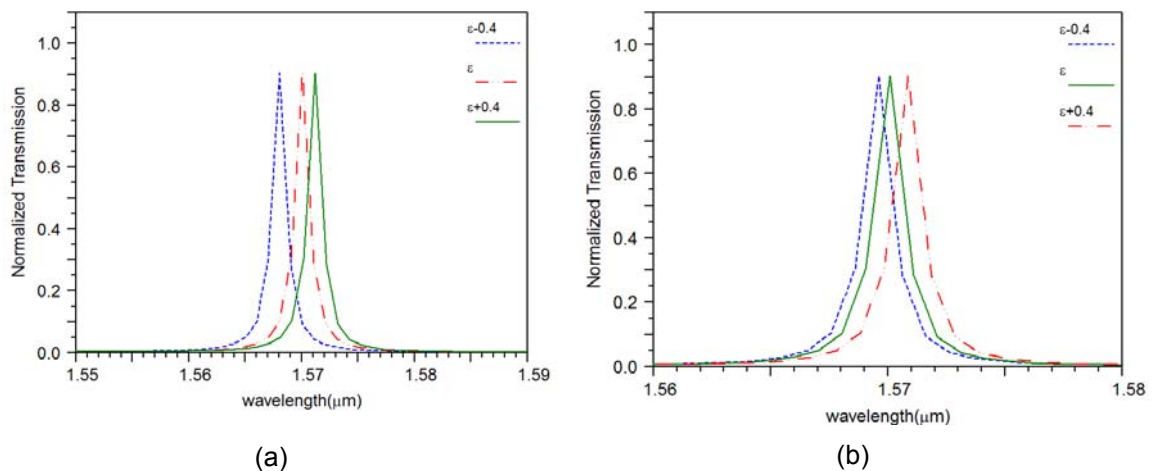 ε-0.4
ε
ε+0.4
1.0
0.8
0.6
0.4
0.2
0.0
Normalized Transmission
1.55
1.56
1.57
1.58
1.59
wavelength(μm)
(a)
ε-0.4
ε
ε+0.4
1.0
0.8
0.6
0.4
0.2
0.0
Normalized Transmission
1.56
1.57
1.58
wavelength(μm)
(b)